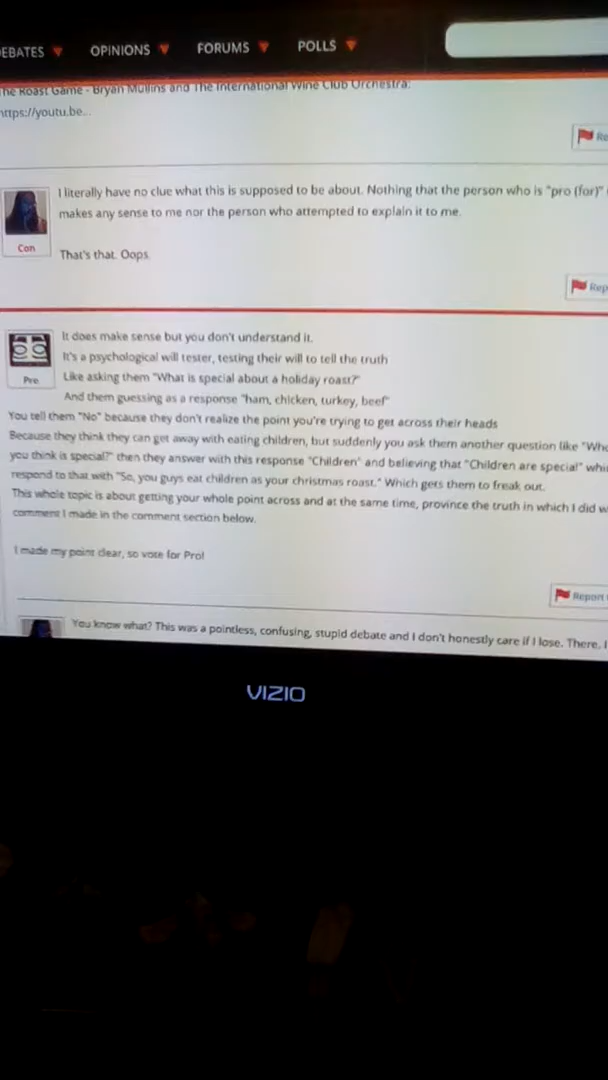 EBATES OPINIONS FORUMS POLLS
The Roast Game - Bryan Mullins and The International Wine Club Orchestra:
https://youtu.be...
Re
I literally have no clue what this is supposed to be about. Nothing that the person who is "pro (for)"
makes any sense to me nor the person who attempted to explain it to me.
Con
That's that. Oops.
Rep
It does make sense but you don't understand it.
It's a psychological will tester, testing their will to tell the truth
Pro
Like asking them "What is special about a holiday roast?"
And them guessing as a response "ham, chicken, turkey, beef"
You tell them "No" because they don't realize the point you're trying to get across their heads
Because they think they can get away with eating children, but suddenly you ask them another question like "Who
you think is special?" then they answer with this response "Children" and believing that "Children are special" whi
respond to that with "So, you guys eat children as your christmas roast." Which gets them to freak out.
This whole topic is about getting your whole point across and at the same time, province the truth in which I did w
comment I made in the comment section below.
I made my point clear, so vote for Pro!
Report
You know what? This was a pointless, confusing, stupid debate and I don't honestly care if I lose. There, I
VIZIO